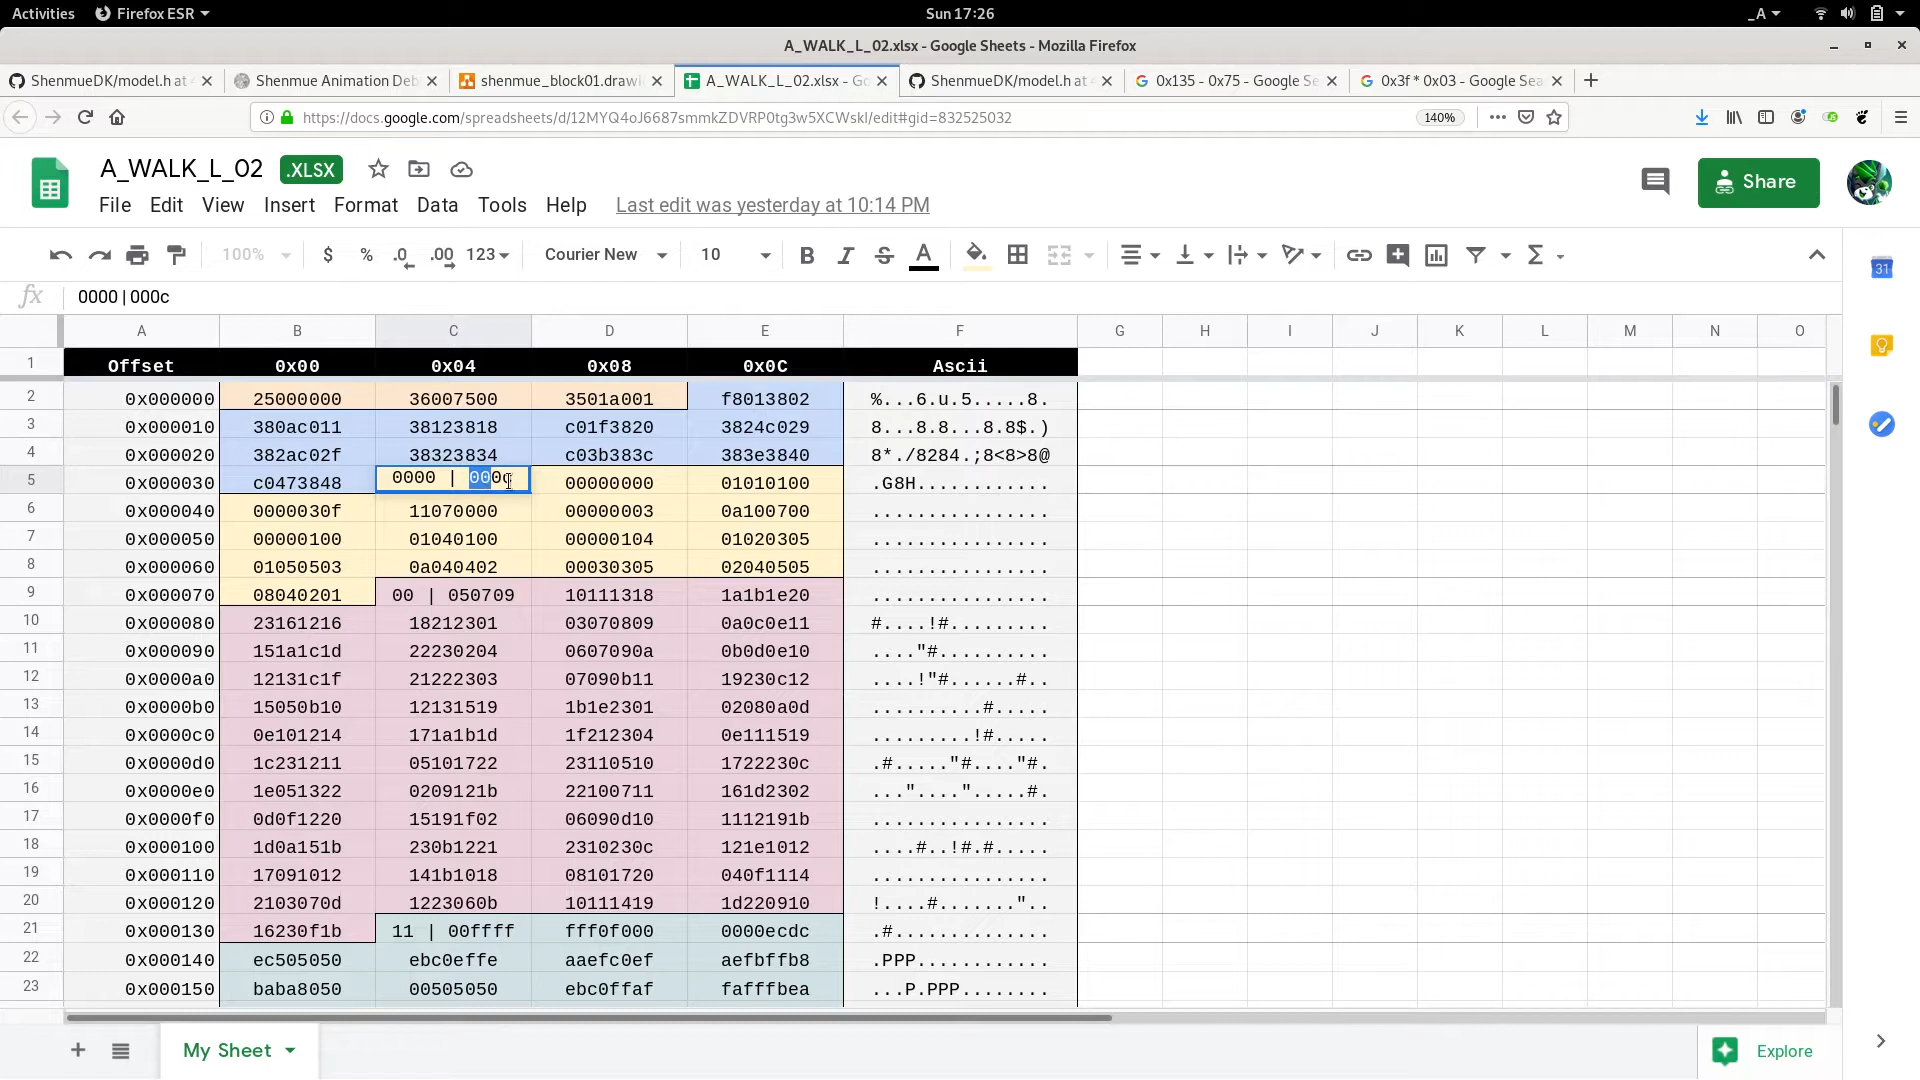 Activities Firefox ESR Sun 17:26 _A
A_WALK_L_02.xlsx - Google Sheets - Mozilla Firefox
ShenmueDK/model.h at Shenmue Animation Deb shenmue_block01.drawi A_WALK_L_02.xlsx - Go ShenmueDK/model.h at 0x135 - 0x75 - Google Se 0x3f * 0x03 - Google Sea
https://docs.google.com/spreadsheets/d/12MYQ4oJ6687smmkZDVRP0tg3w5XCWskI/edit#gid=832525032 140%
A_WALK_L_02 .XLSX
Share
File Edit View Insert Format Data Tools Help Last edit was yesterday at 10:14 PM
100% $ % .0 .00 123 Courier New 10 B I S A Σ
31
fx 0000 | 000c
A B C D E F G H I J K L M N O
1 Offset 0x00 0x04 0x08 0x0C Ascii
2 0x000000 25000000 36007500 3501a001 f8013802 %...6.u.5.....8.
3 0x000010 380ac011 38123818 c01f3820 3824c029 8...8.8...8.8$.)
4 0x000020 382ac02f 38323834 c03b383c 383e3840 8*./8284.;8<8>8@
5 0x000030 c0473848 0000 | 000c 00000000 01010100 .G8H............
6 0x000040 0000030f 11070000 00000003 0a100700 ................
7 0x000050 00000100 01040100 00000104 01020305 ................
8 0x000060 01050503 0a040402 00030305 02040505 ................
9 0x000070 08040201 00 | 050709 10111318 1a1b1e20 ................
10 0x000080 23161216 18212301 03070809 0a0c0e11 #....!#.........
11 0x000090 151a1c1d 22230204 0607090a 0b0d0e10 ...."#..........
12 0x0000a0 12131c1f 21222303 07090b11 19230c12 ....!"#......#..
13 0x0000b0 15050b10 12131519 1b1e2301 02080a0d ..........#.....
14 0x0000c0 0e101214 171a1b1d 1f212304 0e111519 .........!#.....
15 0x0000d0 1c231211 05101722 23110510 1722230c .#....."#...."#.
16 0x0000e0 1e051322 0209121b 22100711 161d2302 ..."....".....#.
17 0x0000f0 0d0f1220 15191f02 06090d10 1112191b ................
18 0x000100 1d0a151b 230b1221 2310230c 121e1012 ....#..!#.#.....
19 0x000110 17091012 141b1018 08101720 040f1114 ................
20 0x000120 2103070d 1223060b 10111419 1d220910 !....#.......". .
21 0x000130 16230f1b 11 | 00ffff fff0f000 0000ecdc .#..............
22 0x000140 ec505050 ebc0effe aaefc0ef aefbffb8 .PPP............
23 0x000150 baba8050 00505050 ebc0ffaf fafffbea ...P.PPP........
My Sheet Explore